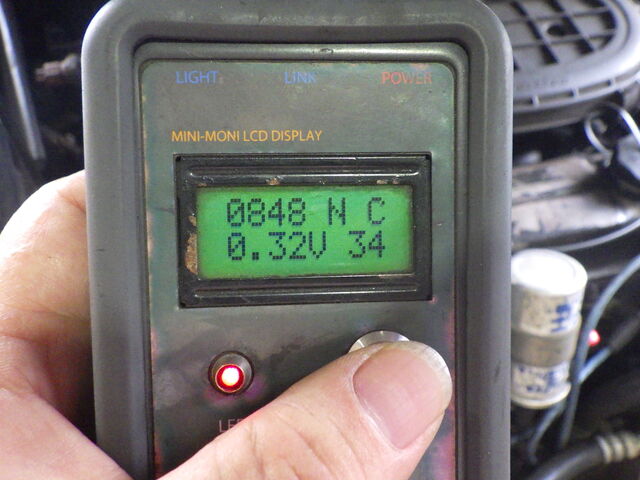 LIGHT
LINK
POWER
MINI-MONI LCD DISPLAY
0848 N C
0.32V 34